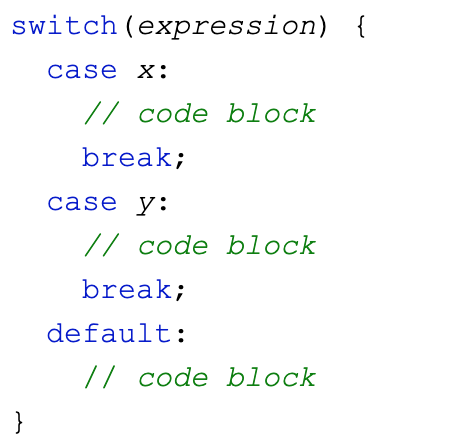 switch(expression) {
case x:
// code block
break;
case y:
// code block
break;
default:
// code block
}